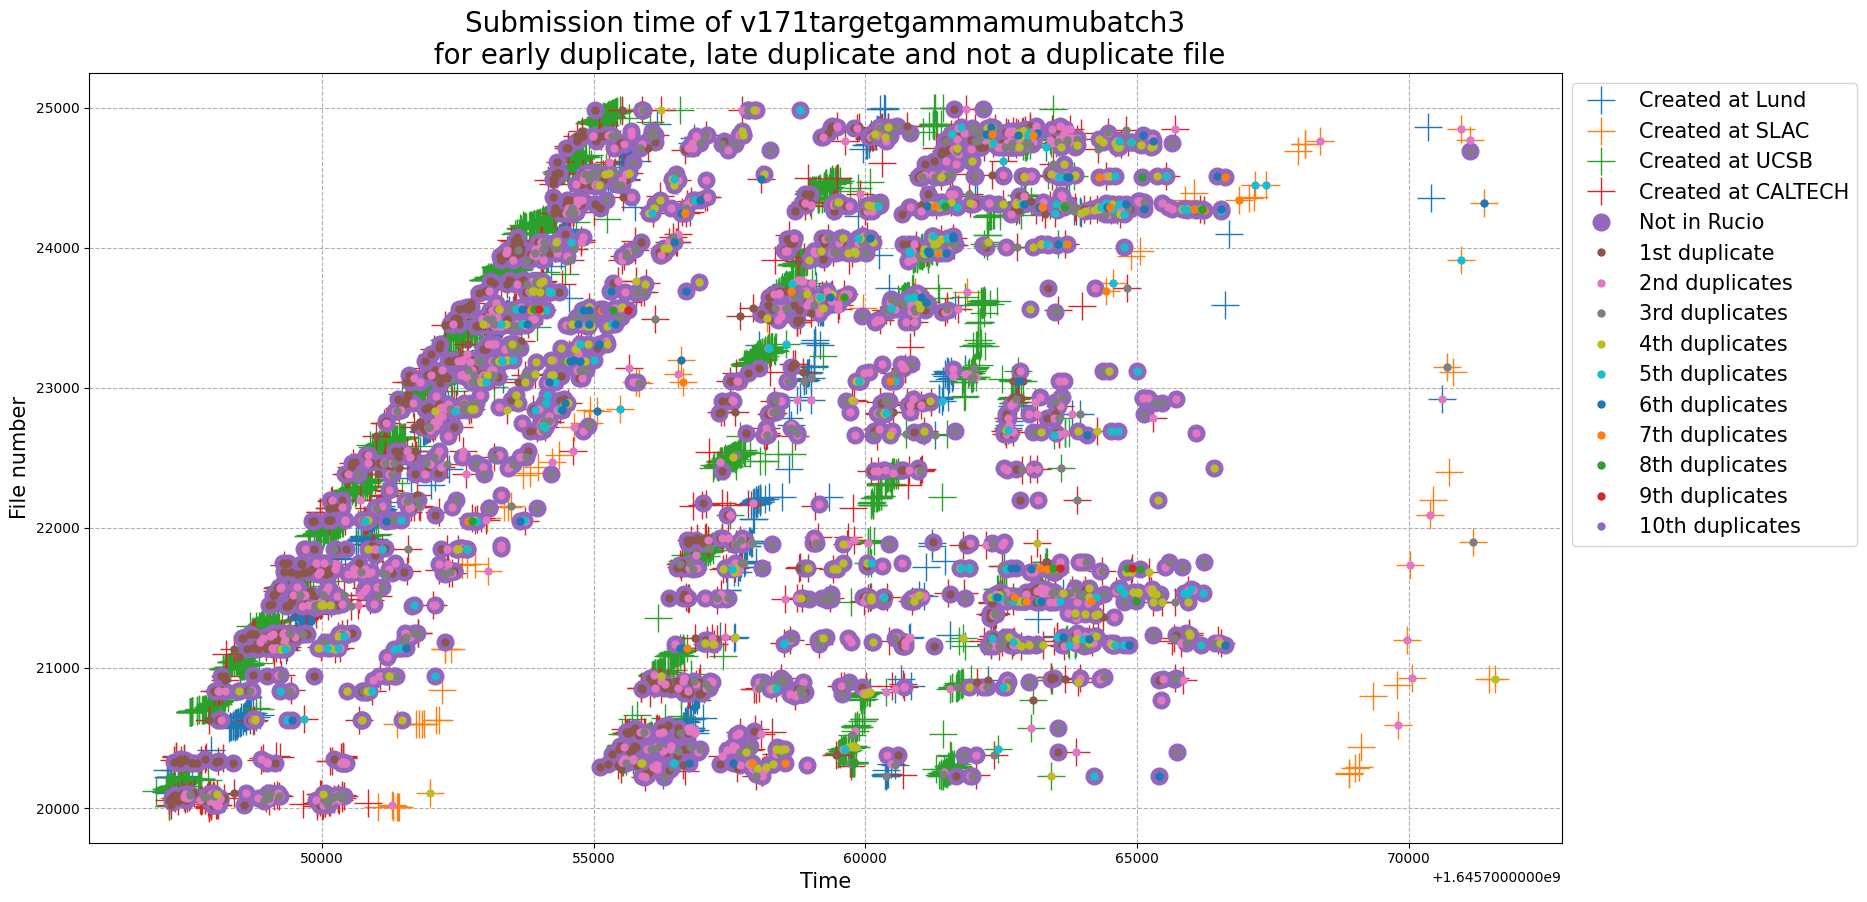 Submission time of v171targetgammamumubatch3
for early duplicate, late duplicate and not a duplicate file
File number
25000
24000
23000
22000
21000
20000
50000
55000
60000
65000
70000
Time
+1.6457000000e9
Created at Lund
Created at SLAC
Created at UCSB
Created at CALTECH
Not in Rucio
1st duplicate
2nd duplicates
3rd duplicates
4th duplicates
5th duplicates
6th duplicates
7th duplicates
8th duplicates
9th duplicates
10th duplicates